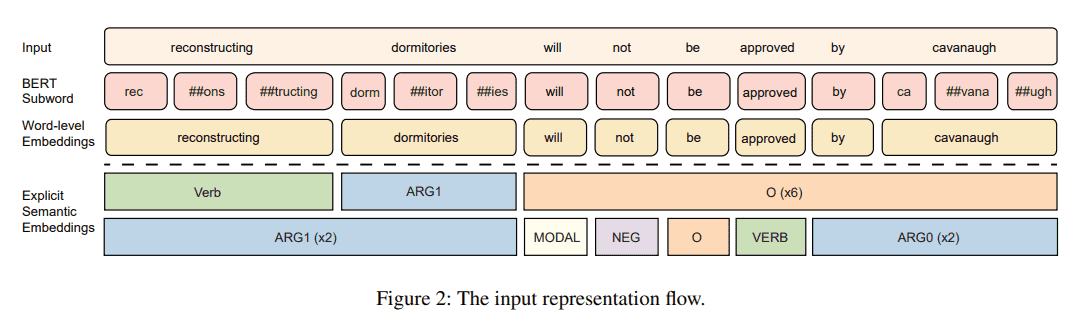 Input reconstructing dormitories will not be approved by cavanaugh
BERT
Subword
rec ##ons ##tructing dorm ##itor ##ies will not be approved by ca ##vana ##ugh
Word-level
Embeddings
reconstructing dormitories will not be approved by cavanaugh
Explicit
Semantic
Embeddings
Verb ARG1 O (x6)
ARG1 (x2) MODAL NEG O VERB ARG0 (x2)
Figure 2: The input representation flow.